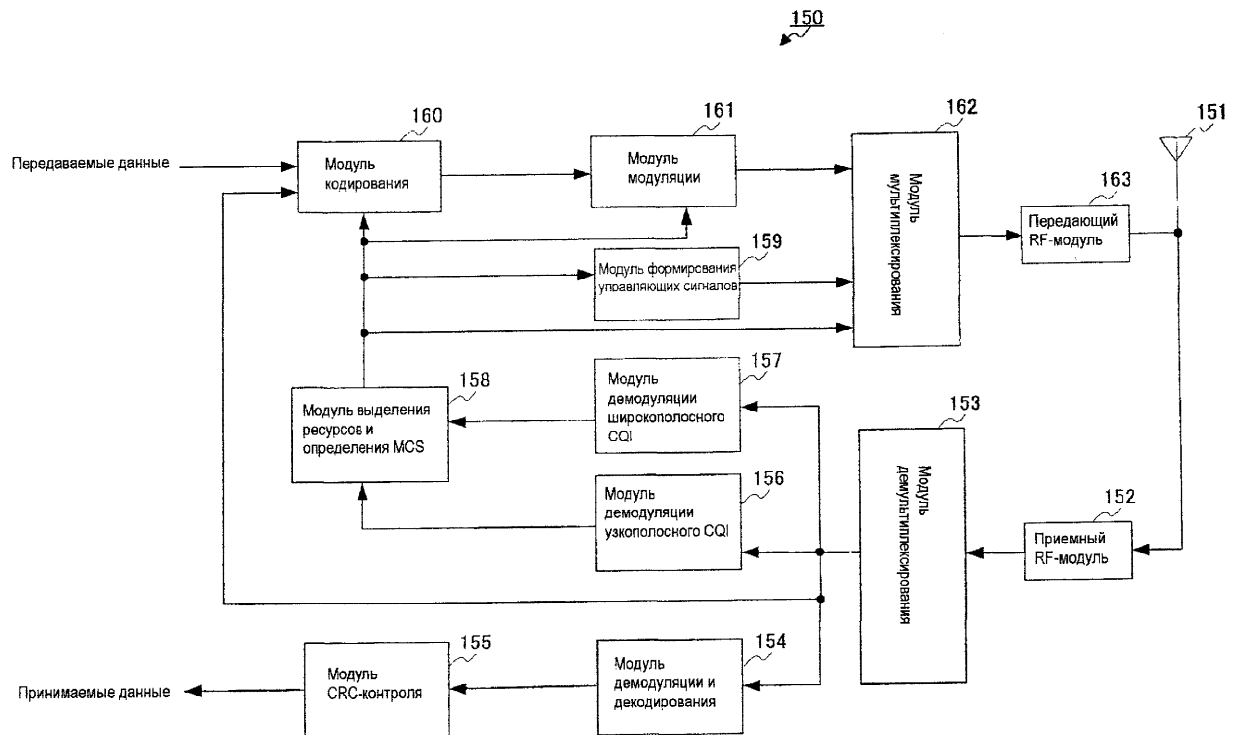 150
160
161
162
151
Передаваемые данные
Модуль
кодирования
Модуль
модуляции
Модуль
мультиплексирования
163
Передающий
RF-модуль
159
Модуль формирования
управляющих сигналов
157
Модуль
демодуляции
широкополосного
CQI
158
Модуль выделения
ресурсов и
определения MCS
153
Модуль
демультиплексирования
156
Модуль
демодуляции
узкополосного CQI
152
Приемный
RF-модуль
155
Модуль
CRC-контроля
154
Модуль
демодуляции и
декодирования
Принимаемые данные